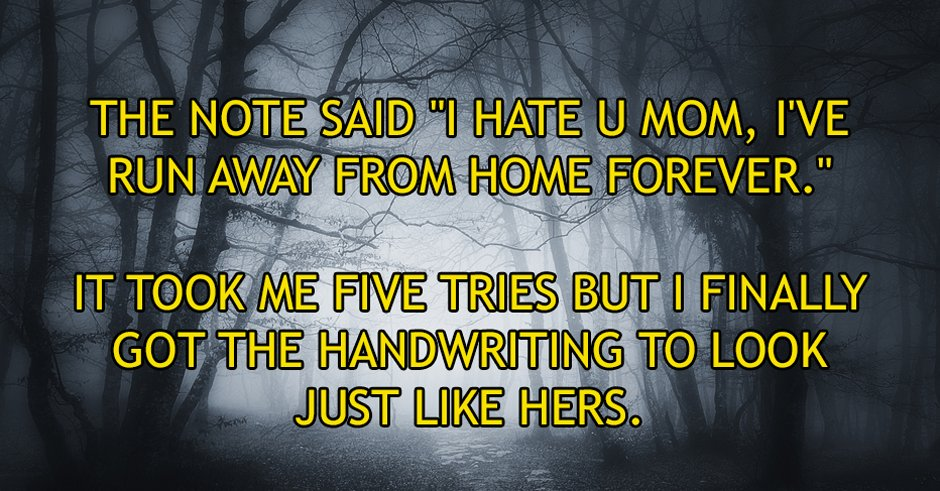 THE NOTE SAID "I HATE U MOM, I'VE
RUN AWAY FROM HOME FOREVER."
IT TOOK ME FIVE TRIES BUT I FINALLY
GOT THE HANDWRITING TO LOOK
JUST LIKE HERS.